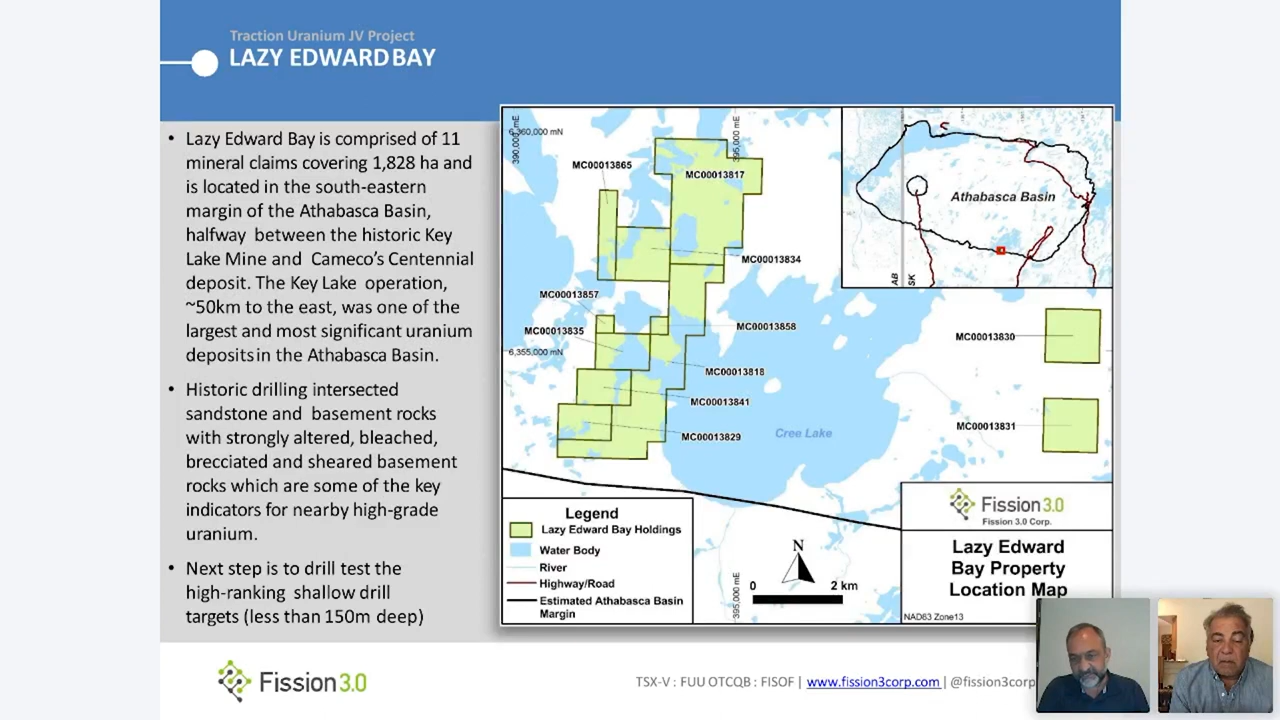 Traction Uranium JV Project
LAZY EDWARD BAY
• Lazy Edward Bay is comprised of 11
mineral claims covering 1,828 ha and
is located in the south-eastern
margin of the Athabasca Basin,
halfway between the historic Key
Lake Mine and Cameco's Centennial
deposit. The Key Lake operation,
~50km to the east, was one of the
largest and most significant uranium
deposits in the Athabasca Basin.
• Historic drilling intersected
sandstone and basement rocks
with strongly altered, bleached,
brecciated and sheared basement
rocks which are some of the key
indicators for nearby high-grade
uranium.
• Next step is to drill test the
high-ranking shallow drill
targets (less than 150m deep)
390,000 mE
6,360,000 mN
395,000 mE
MC00013865
MC00013817
MC00013834
MC00013857
MC00013835
MC00013858
6,355,000 mN
MC00013818
MC00013841
MC00013829
Cree Lake
Athabasca Basin
AB
SK
MC00013830
MC00013831
Legend
Lazy Edward Bay Holdings
Water Body
River
Highway/Road
Estimated Athabasca Basin
Margin
395,000 mE
N
0 2 km
Fission3.0
Fission 3.0 Corp.
Lazy Edward
Bay Property
Location Map
NAD83 Zone13
Fission3.0
TSX-V : FUU OTCQB : FISOF | www.fission3corp.com | @fission3corp